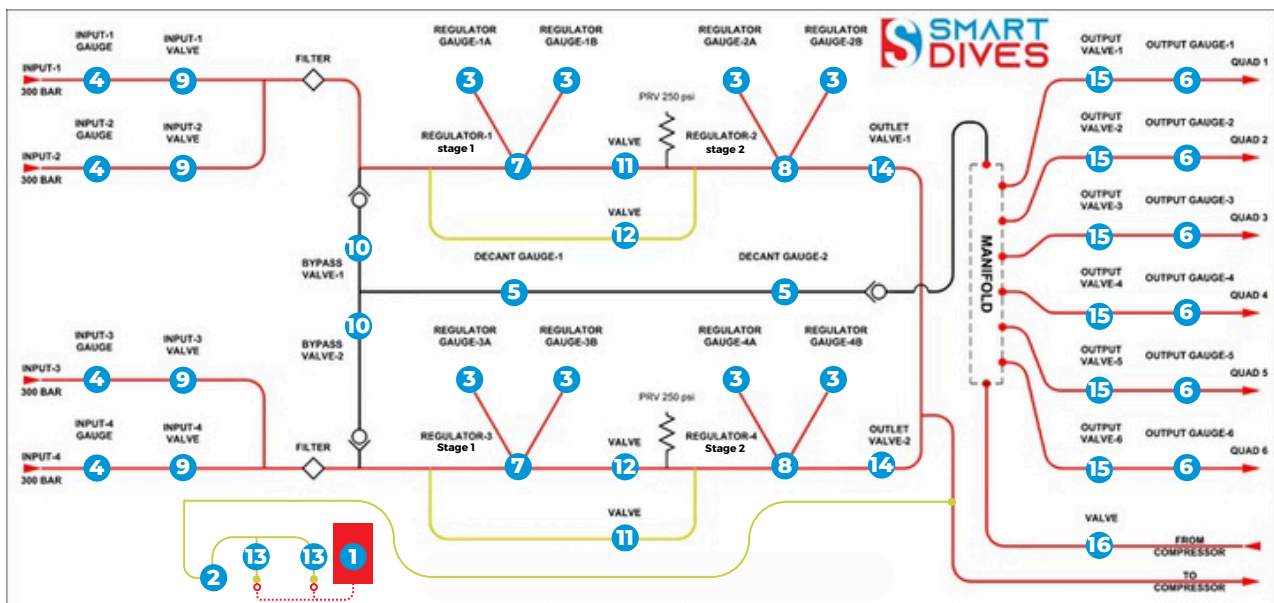 SMART
DIVES
INPUT-1
GAUGE
INPUT-1
VALVE
INPUT-1
4
9
300 BAR
FILTER
INPUT-2
GAUGE
INPUT-2
VALVE
INPUT-2
4
9
300 BAR
REGULATOR
GAUGE-1A
REGULATOR
GAUGE-1B
3
3
REGULATOR-1
stage 1
7
VALVE
11
PRV 250 psi
REGULATOR
GAUGE-2A
REGULATOR
GAUGE-2B
3
3
REGULATOR-2
stage 2
8
OUTLET
VALVE-1
14
VALVE
12
10
BYPASS
VALVE-1
DECANT GAUGE-1
5
DECANT GAUGE-2
5
10
BYPASS
VALVE-2
INPUT-3
GAUGE
INPUT-3
VALVE
INPUT-3
4
9
300 BAR
INPUT-4
GAUGE
INPUT-4
VALVE
INPUT-4
4
9
300 BAR
FILTER
REGULATOR
GAUGE-3A
REGULATOR
GAUGE-3B
3
3
REGULATOR-3
Stage 1
7
VALVE
12
PRV 250 psi
REGULATOR
GAUGE-4A
REGULATOR
GAUGE-4B
3
3
REGULATOR-4
Stage 2
8
OUTLET
VALVE-2
14
VALVE
11
2
13
13
1
MANIFOLD
OUTPUT
VALVE-1
OUTPUT GAUGE-1
QUAD 1
15
6
OUTPUT
VALVE-2
OUTPUT GAUGE-2
QUAD 2
15
6
OUTPUT
VALVE-3
OUTPUT GAUGE-3
QUAD 3
15
6
OUTPUT
VALVE-4
OUTPUT GAUGE-4
QUAD 4
15
6
OUTPUT
VALVE-5
OUTPUT GAUGE-5
QUAD 5
15
6
OUTPUT
VALVE-6
OUTPUT GAUGE-6
QUAD 6
15
6
VALVE
16
FROM
COMPRESSOR
TO
COMPRESSOR